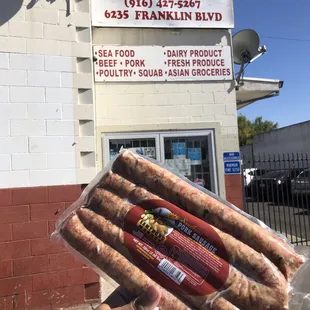 (916) 427-5267
6235 FRANKLIN BLVD
• SEA FOOD
• BEEF • PORK
• POULTRY • SQUAB
• DAIRY PRODUCT
• FRESH PRODUCE
• ASIAN GROCERIES
PORK SAUSAGE